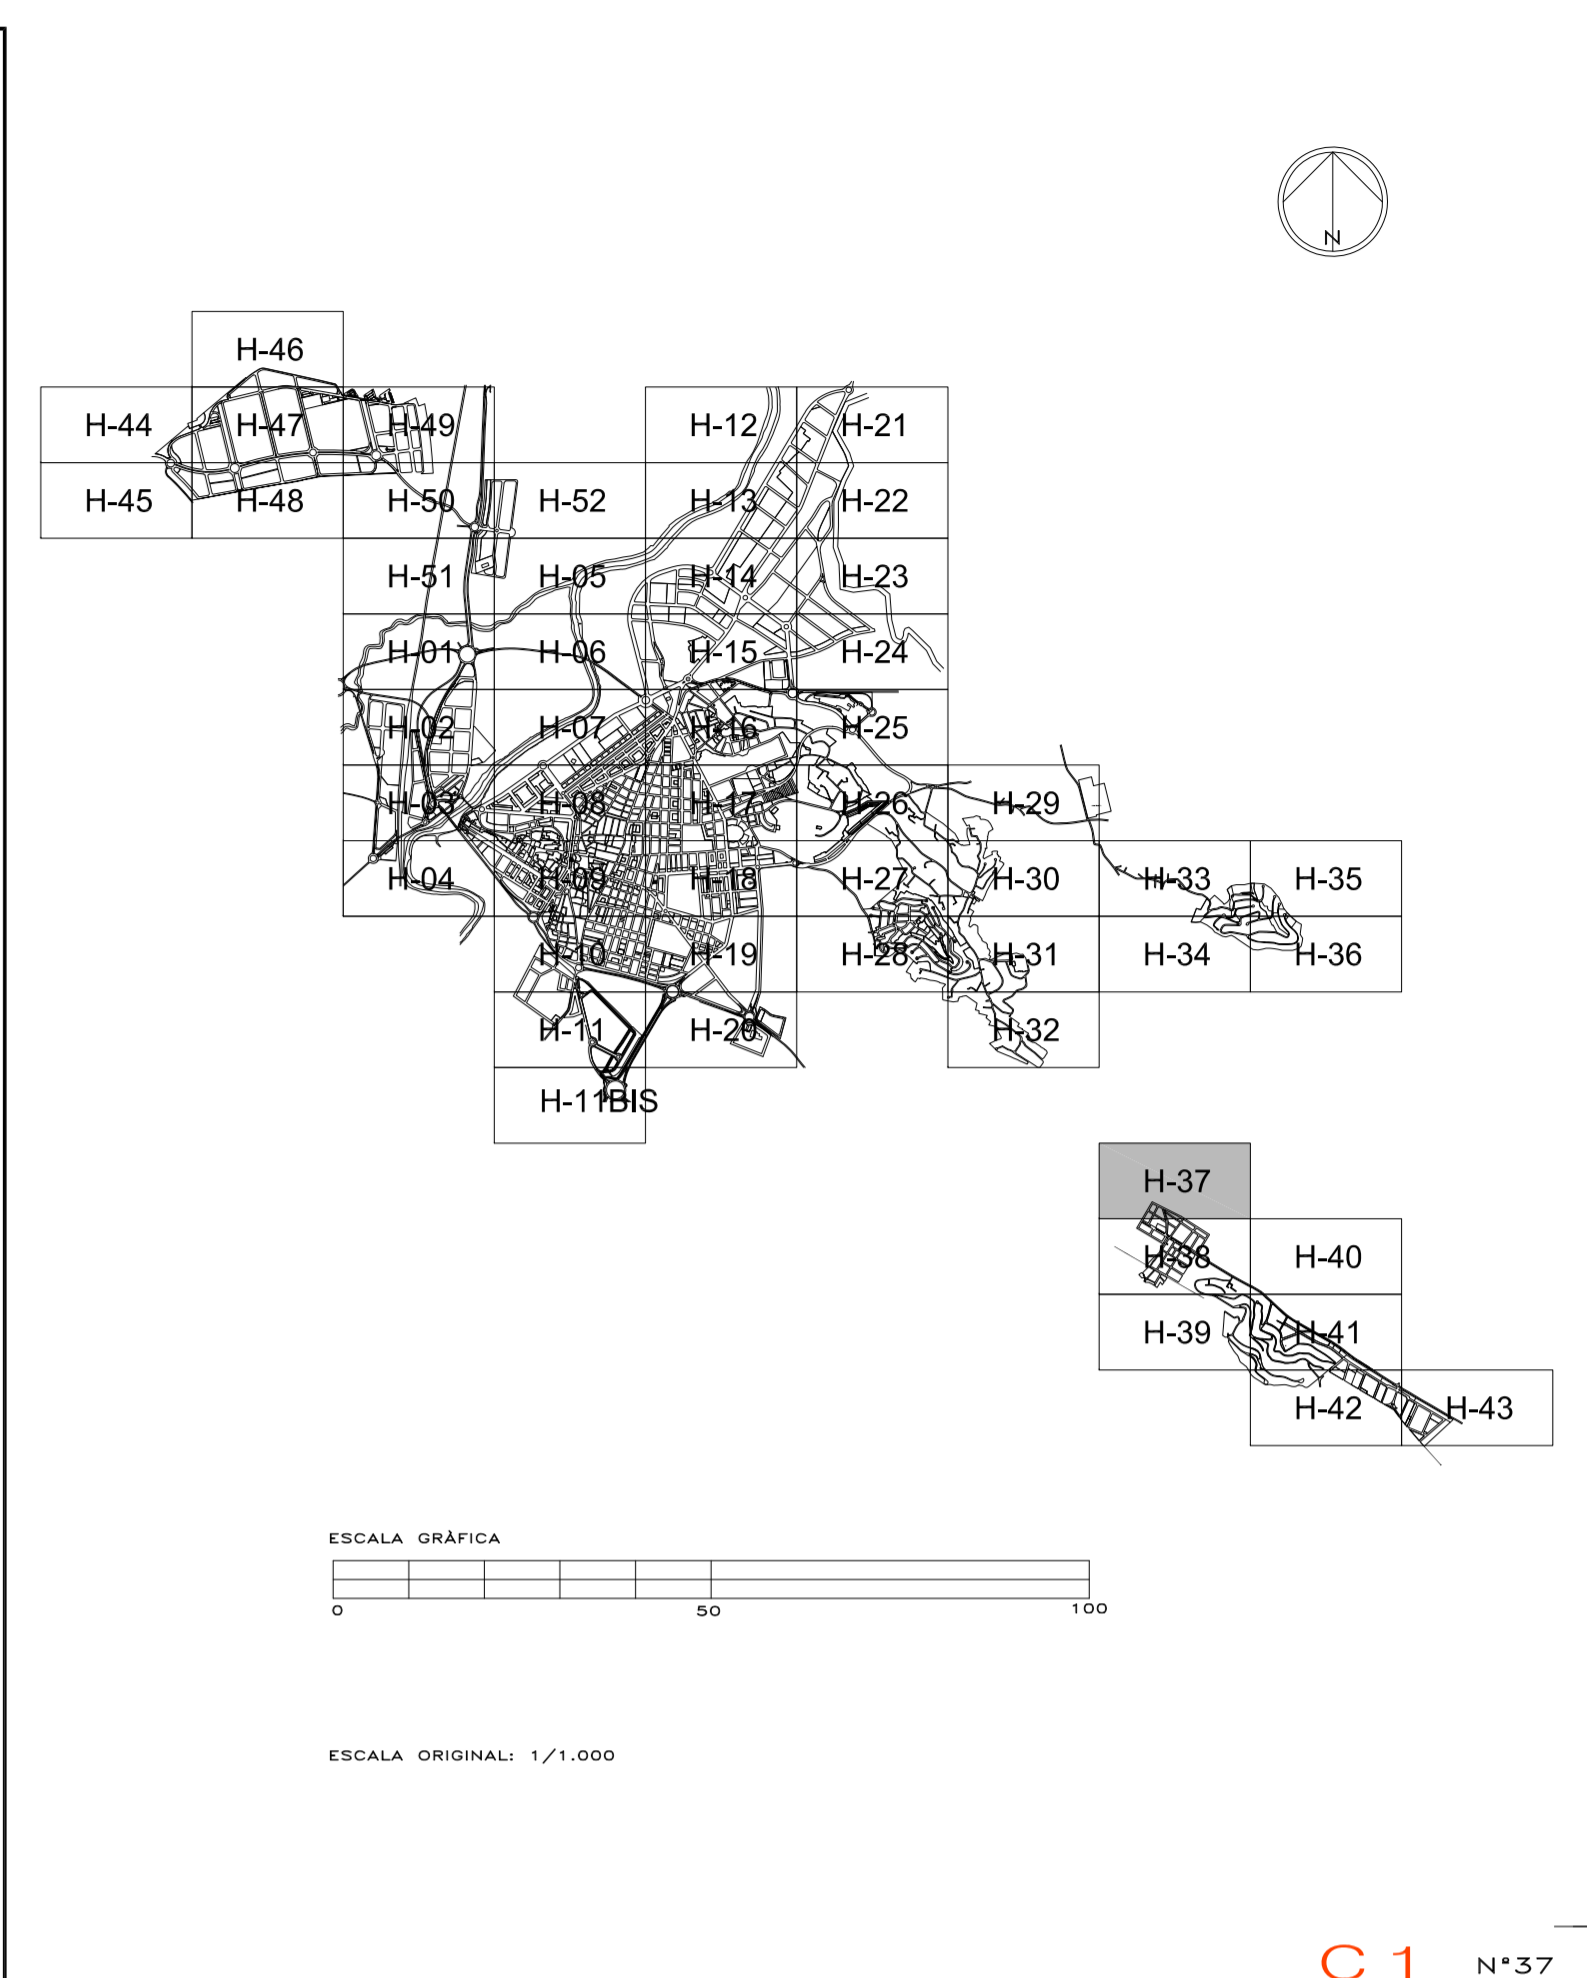 N
H-46
H-44 H-47 H-49 H-12 H-21
H-45 H-48 H-50 H-52 H-13 H-22
H-51 H-05 H-14 H-23
H-01 H-06 H-15 H-24
H-02 H-07 H-16 H-25
H-03 H-08 H-17 H-26 H-29
H-04 H-09 H-18 H-27 H-30 H-33 H-35
H-10 H-19 H-28 H-31 H-34 H-36
H-11 H-20 H-32
H-11BIS
H-37
H-38 H-40
H-39 H-41
H-42 H-43
ESCALA GRÀFICA
0 50 100
ESCALA ORIGINAL: 1/1.000
C 1 Nº37